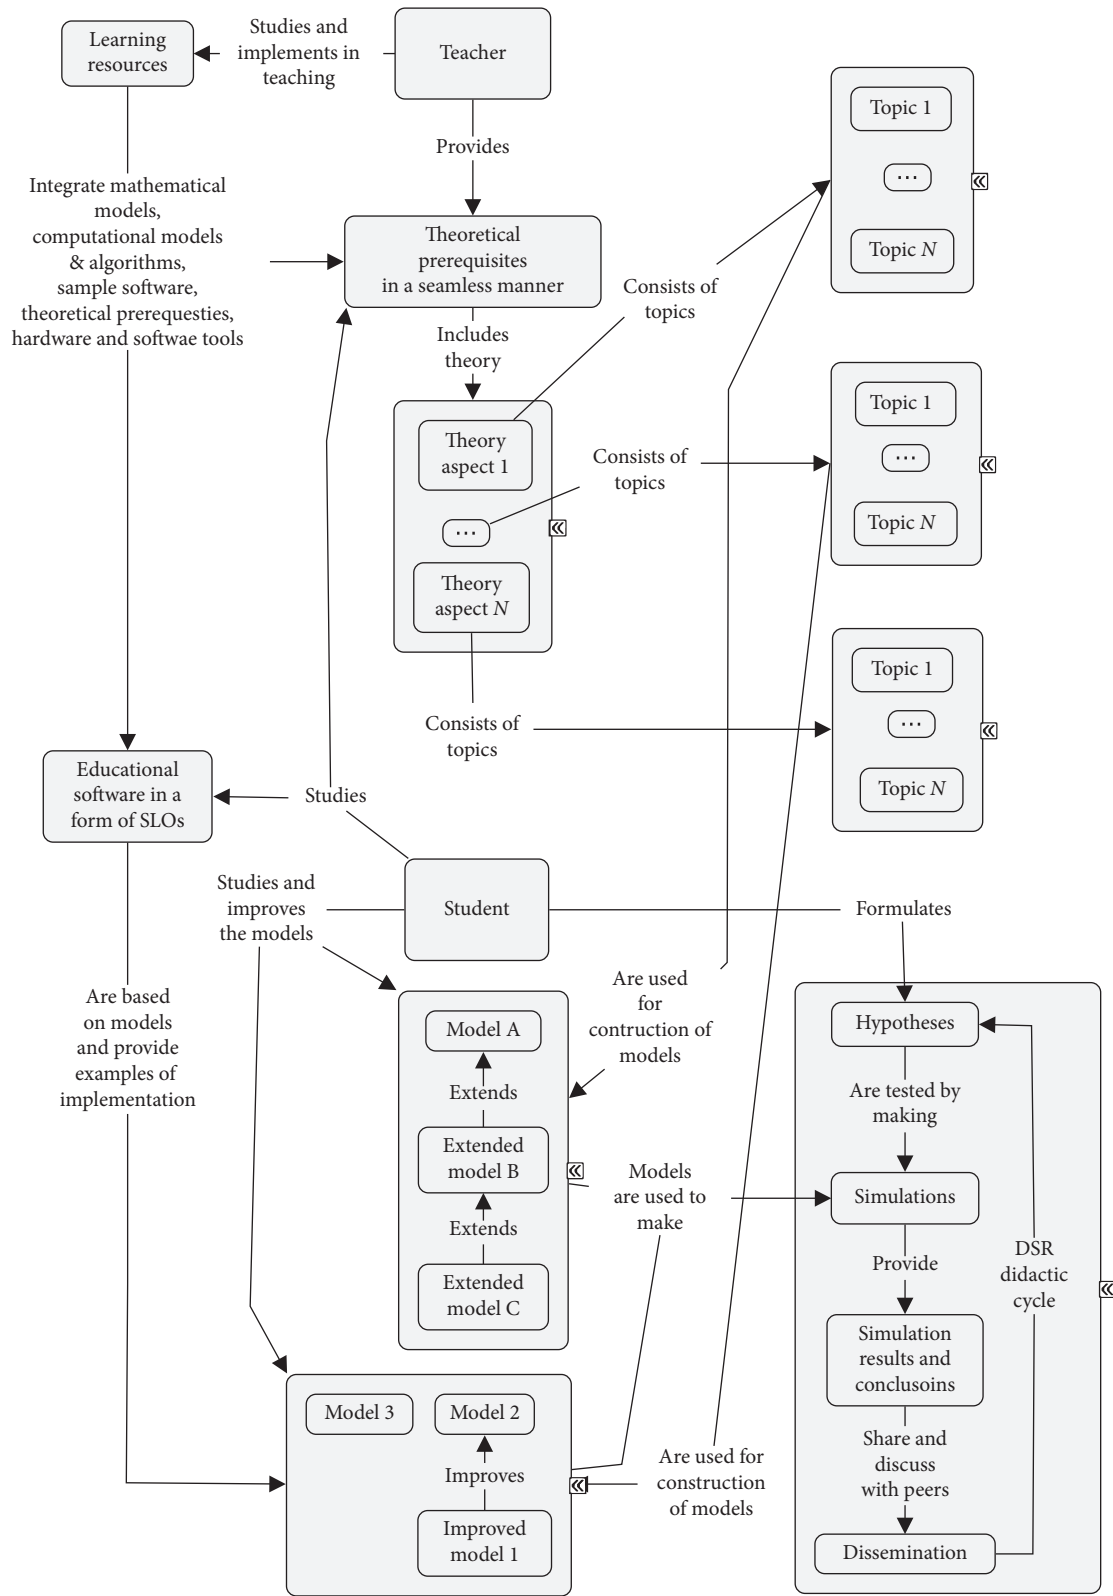 Learning
resources
Studies and
implements in
teaching
Teacher
Provides
Integrate mathematical
models,
computational models
& algorithms,
sample software,
theoretical prerequesties,
hardware and softwae tools
Theoretical
prerequisites
in a seamless manner
Includes
theory
Theory
aspect 1
...
Theory
aspect N
Consists of
topics
Consists of
topics
Consists of
topics
Topic 1
...
Topic N
Topic 1
...
Topic N
Topic 1
...
Topic N
Educational
software in a
form of SLOs
Studies
Student
Studies and
improves
the models
Formulates
Are based
on models
and provide
examples of
implementation
Model A
Extends
Extended
model B
Extends
Extended
model C
Are used
for
contruction of
models
Models
are used to
make
Hypotheses
Are tested by
making
Simulations
Provide
Simulation
results and
conclusoins
Share and
discuss
with peers
Dissemination
DSR
didactic
cycle
Model 3
Model 2
Improves
Improved
model 1
Are used for
construction
of models